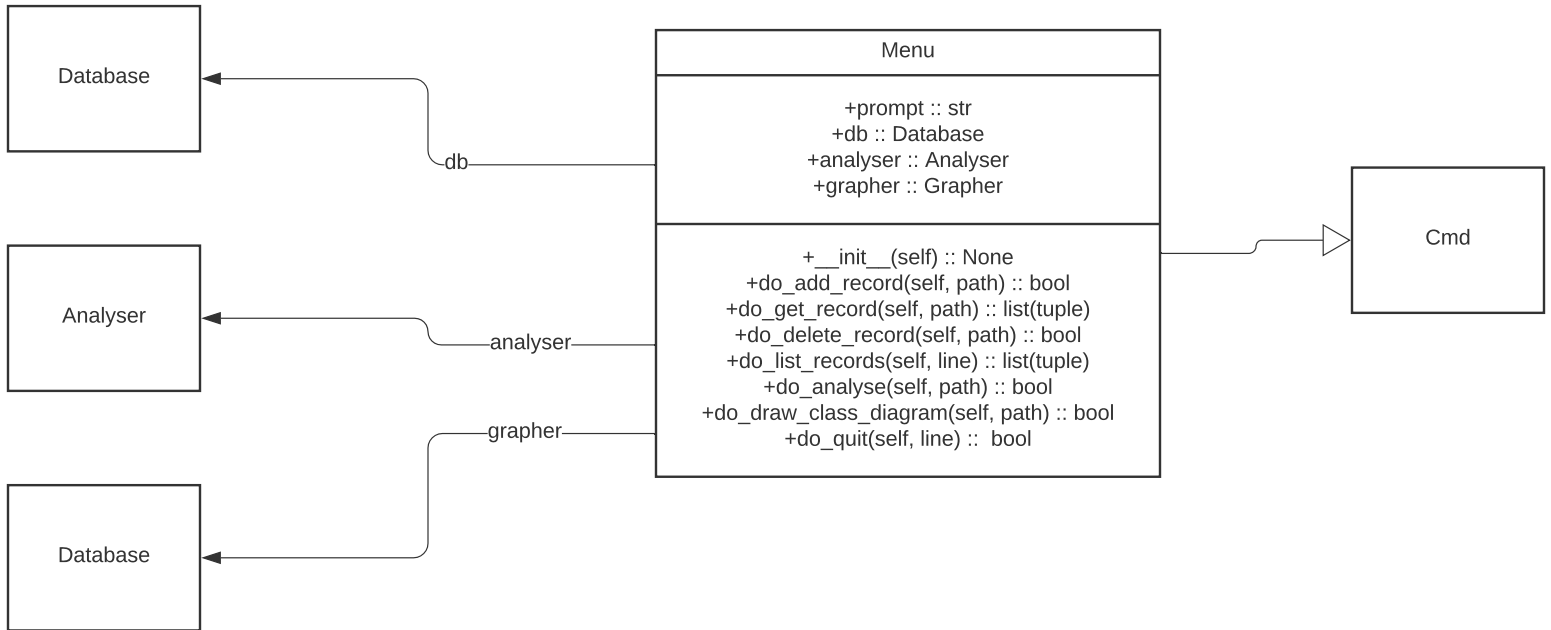 Database
db
Analyser
analyser
grapher
Database
Menu
+prompt :: str
+db :: Database
+analyser :: Analyser
+grapher :: Grapher
+__init__(self) :: None
+do_add_record(self, path) :: bool
+do_get_record(self, path) :: list(tuple)
+do_delete_record(self, path) :: bool
+do_list_records(self, line) :: list(tuple)
+do_analyse(self, path) :: bool
+do_draw_class_diagram(self, path) :: bool
+do_quit(self, line) ::  bool
Cmd